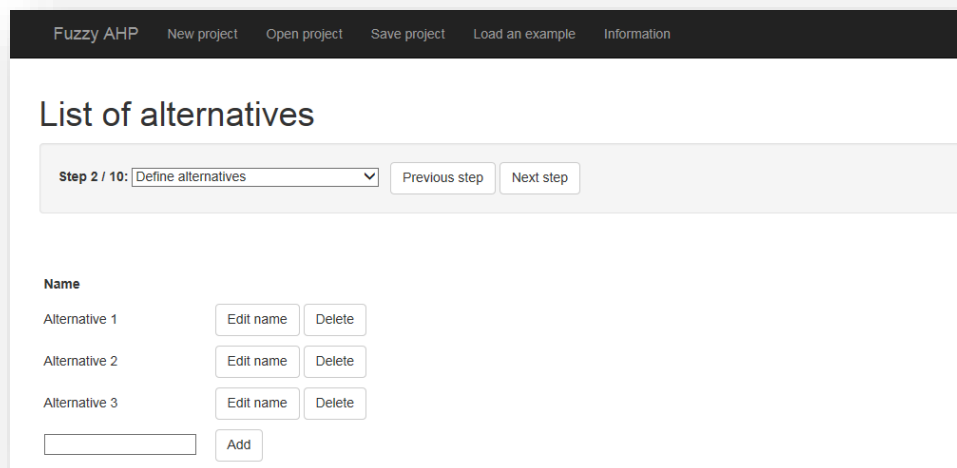 Fuzzy AHP New project Open project Save project Load an example Information
List of alternatives
Step 2 / 10: Define alternatives Previous step Next step
Name
Alternative 1 Edit name Delete
Alternative 2 Edit name Delete
Alternative 3 Edit name Delete
Add